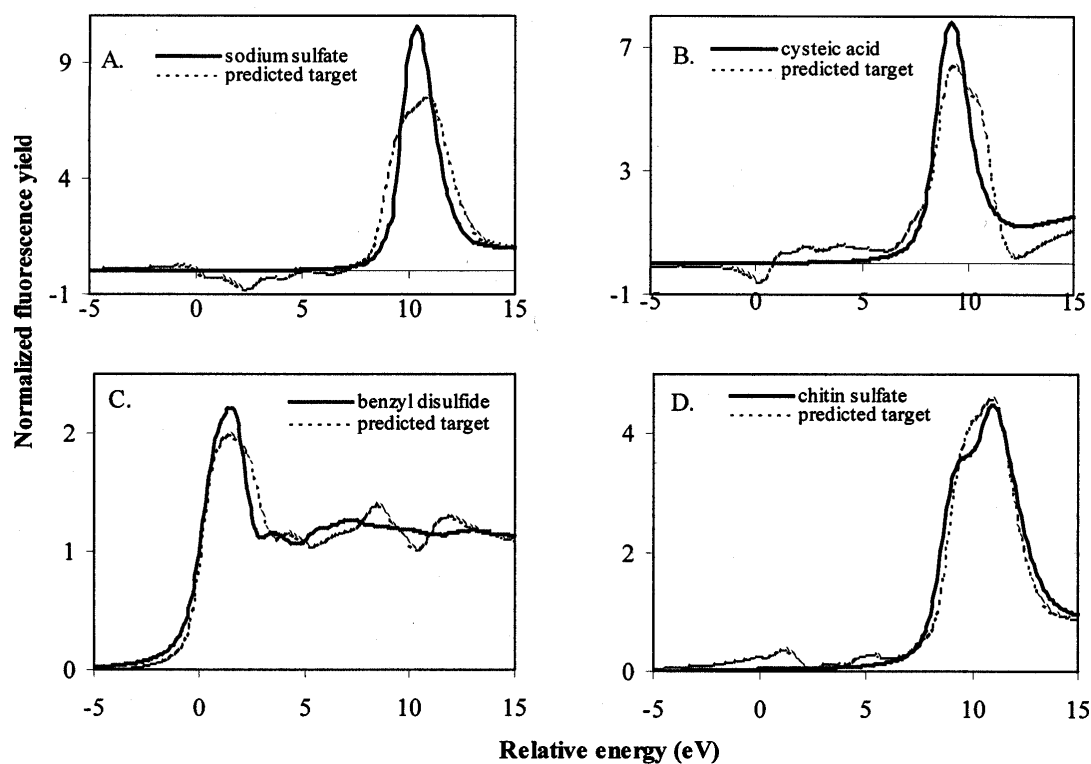 A.
sodium sulfate
predicted target
9
4
-1
-5 0 5 10 15
B.
cysteic acid
predicted target
7
3
-1
-5 0 5 10 15
Normalized fluorescence yield
C.
benzyl disulfide
predicted target
2
1
0
-5 0 5 10 15
D.
chitin sulfate
predicted target
4
2
0
-5 0 5 10 15
Relative energy (eV)